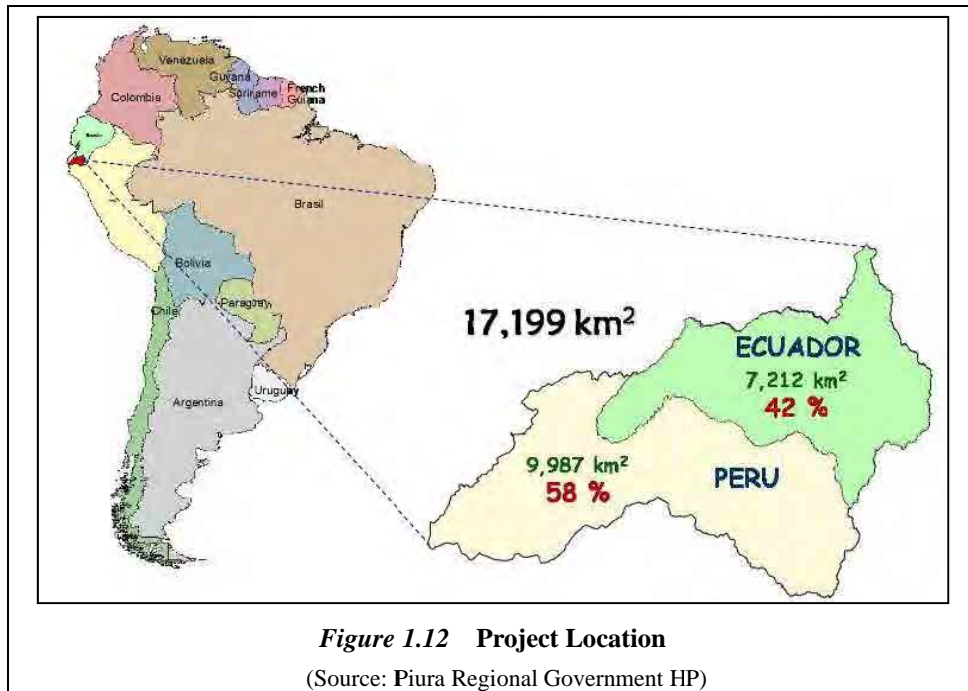 Venezuela
Guyana
Suriname
French
Guiana
Colombia
Brasil
Bolivia
Paraguay
Chile
Uruguay
Argentina
17,199 km²
ECUADOR
7,212 km²
42 %
9,987 km²
58 %
PERU
Figure 1.12 Project Location
(Source: Piura Regional Government HP)